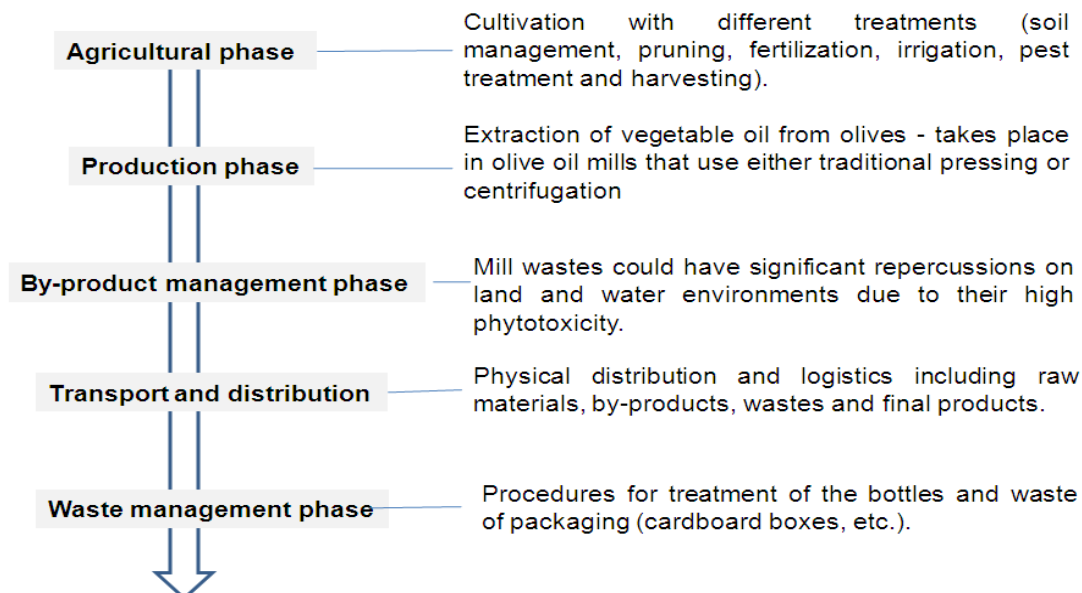 Agricultural phase
Cultivation with different treatments (soil
management, pruning, fertilization, irrigation, pest
treatment and harvesting).
Production phase
Extraction of vegetable oil from olives - takes place
in olive oil mills that use either traditional pressing or
centrifugation
By-product management phase
Mill wastes could have significant repercussions on
land and water environments due to their high
phytotoxicity.
Transport and distribution
Physical distribution and logistics including raw
materials, by-products, wastes and final products.
Waste management phase
Procedures for treatment of the bottles and waste
of packaging (cardboard boxes, etc.).